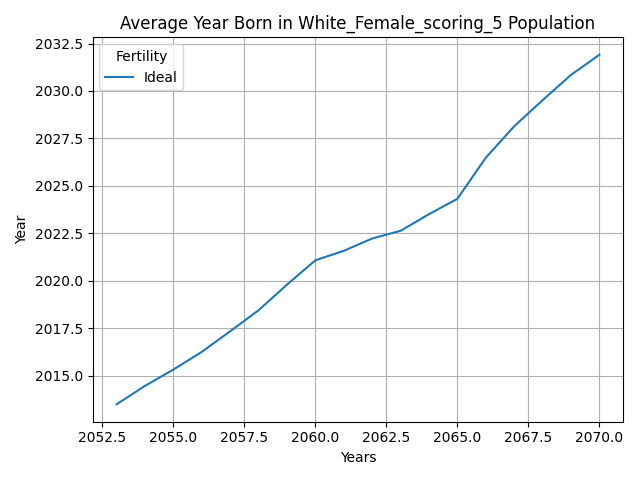 Average Year Born in White_Female_scoring_5 Population
2032.5
2030.0
2027.5
2025.0
2022.5
2020.0
2017.5
2015.0
Year
Fertility
Ideal
2052.5 2055.0 2057.5 2060.0 2062.5 2065.0 2067.5 2070.0
Years